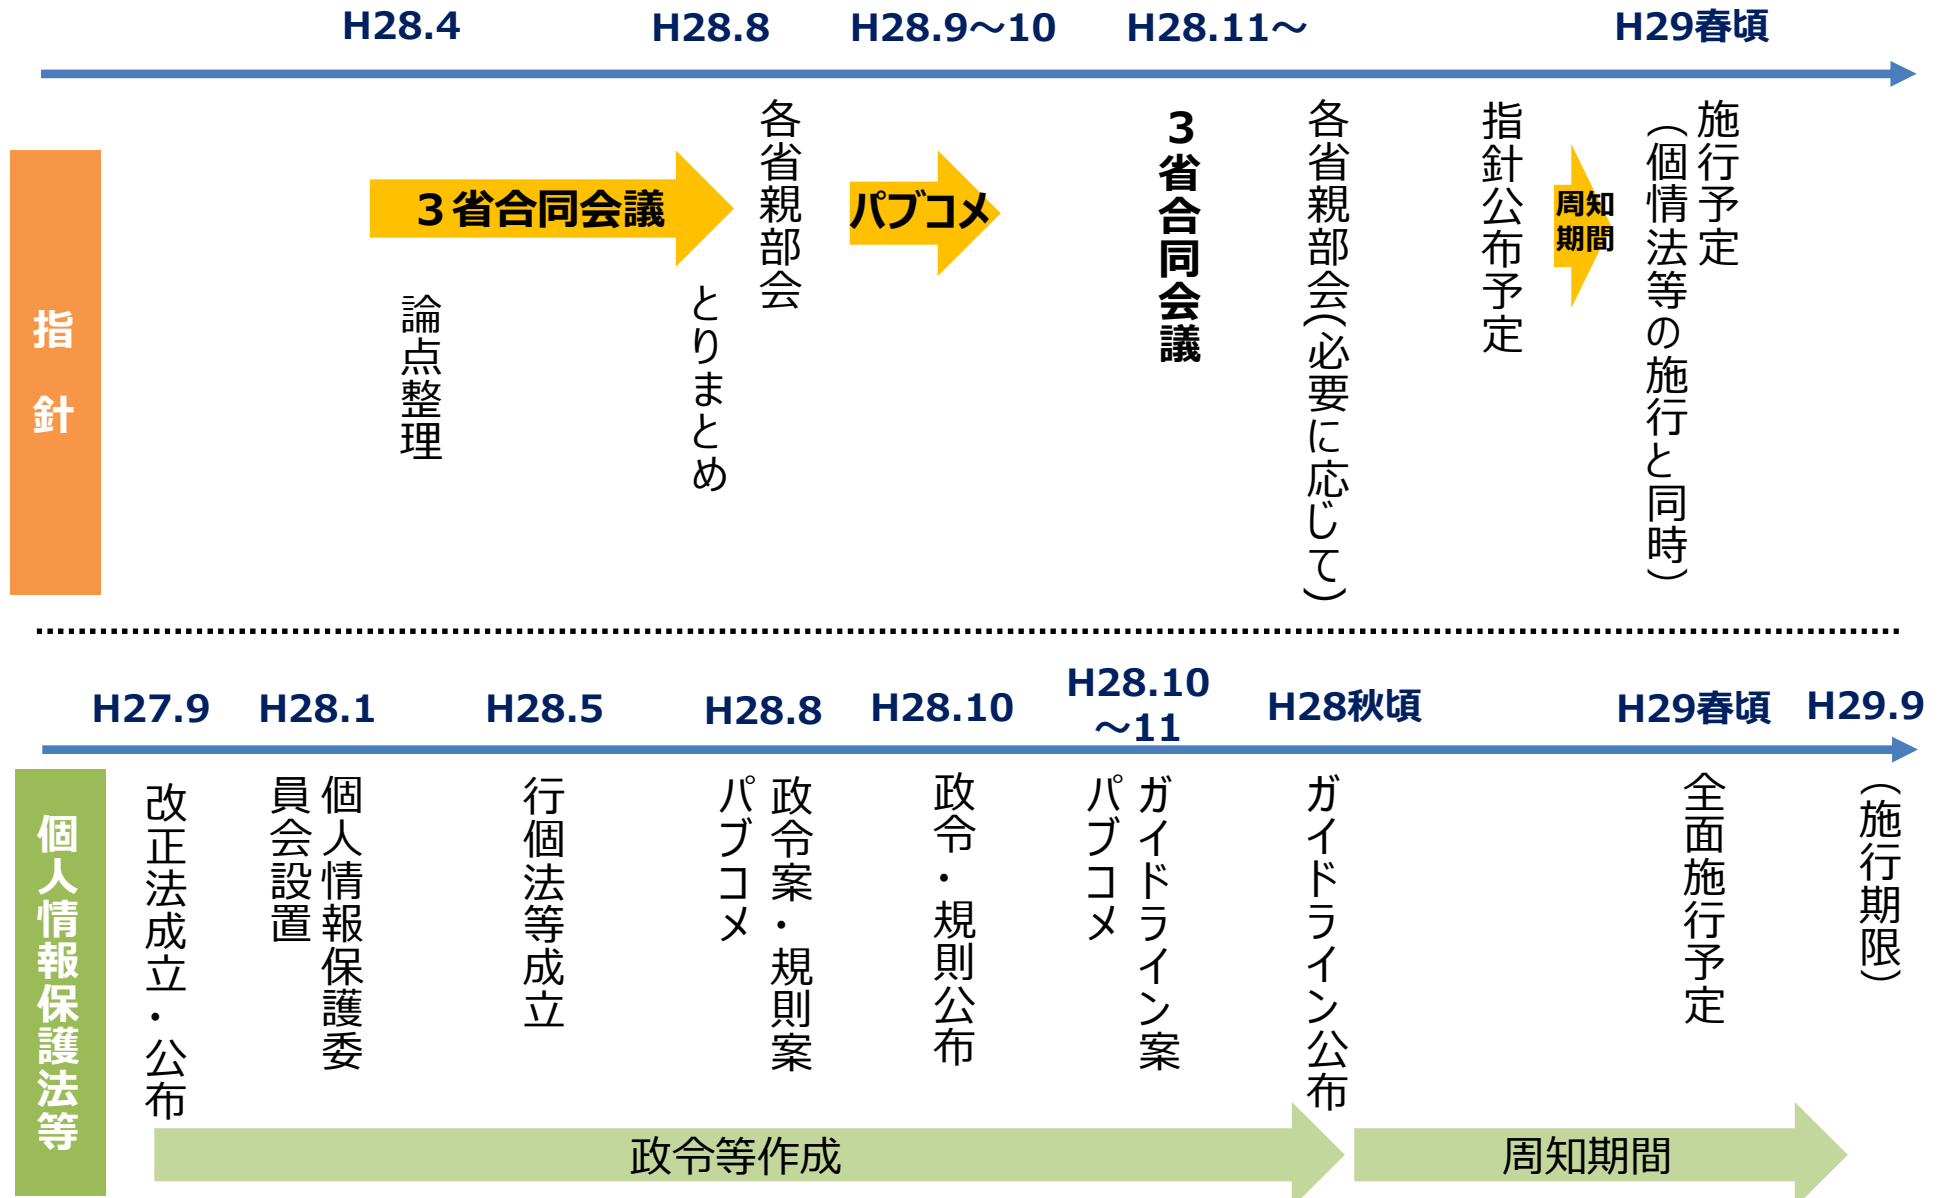 H28.4
H28.8
H28.9～10
H28.11～
H29春頃
指針
３省合同会議
論点整理
とりまとめ
各省親部会
パブコメ
３省合同会議
各省親部会(必要に応じて)
指針公布予定
周知
期間
施行予定
（個情法等の施行と同時）
H27.9
H28.1
H28.5
H28.8
H28.10
H28.10
～11
H28秋頃
H29春頃
H29.9
個人情報保護法等
改正法成立・公布
個人情報保護委
員会設置
行個法等成立
政令案・規則案
パブコメ
政令・規則公布
ガイドライン案
パブコメ
ガイドライン公布
全面施行予定
（施行期限）
政令等作成
周知期間